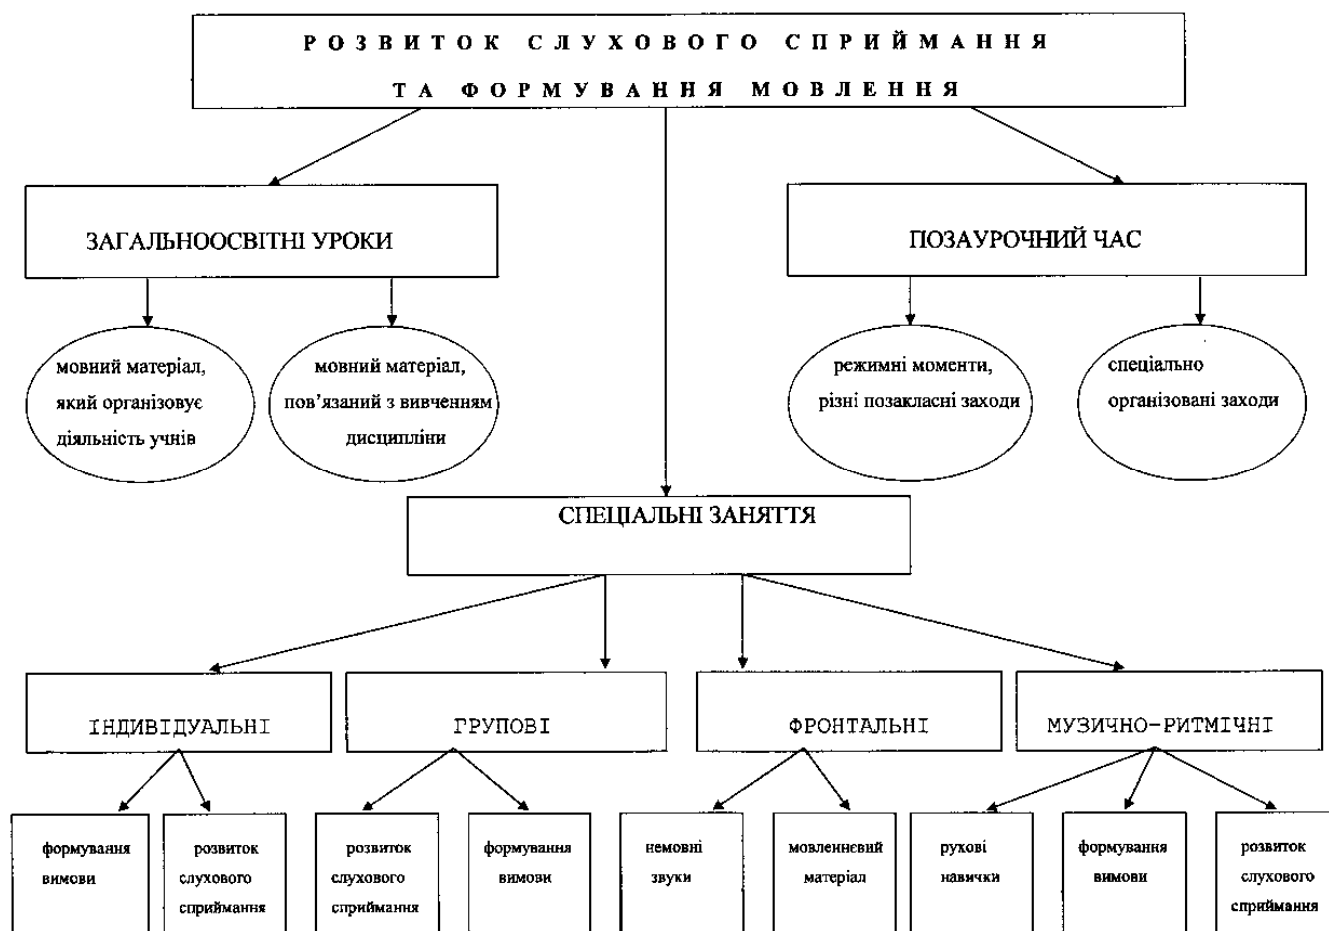 РОЗВИТОК СЛУХОВОГО СПРИЙМАННЯ
ТА ФОРМУВАННЯ МОВЛЕННЯ
ЗАГАЛЬНООСВІТНІ УРОКИ
ПОЗАУРОЧНИЙ ЧАС
мовний матеріал,
який організовує
діяльність учнів
мовний матеріал,
пов’язаний з вивченням
дисципліни
режимні моменти,
різні позакласні заходи
спеціально
організовані заходи
СПЕЦІАЛЬНІ ЗАНЯТТЯ
ІНДИВІДУАЛЬНІ
ГРУПОВІ
ФРОНТАЛЬНІ
МУЗИЧНО-РИТМІЧНІ
формування
вимови
розвиток
слухового
сприймання
розвиток
слухового
сприймання
формування
вимови
немовні
звуки
мовленнєвий
матеріал
рухові
навички
формування
вимови
розвиток
слухового
сприймання